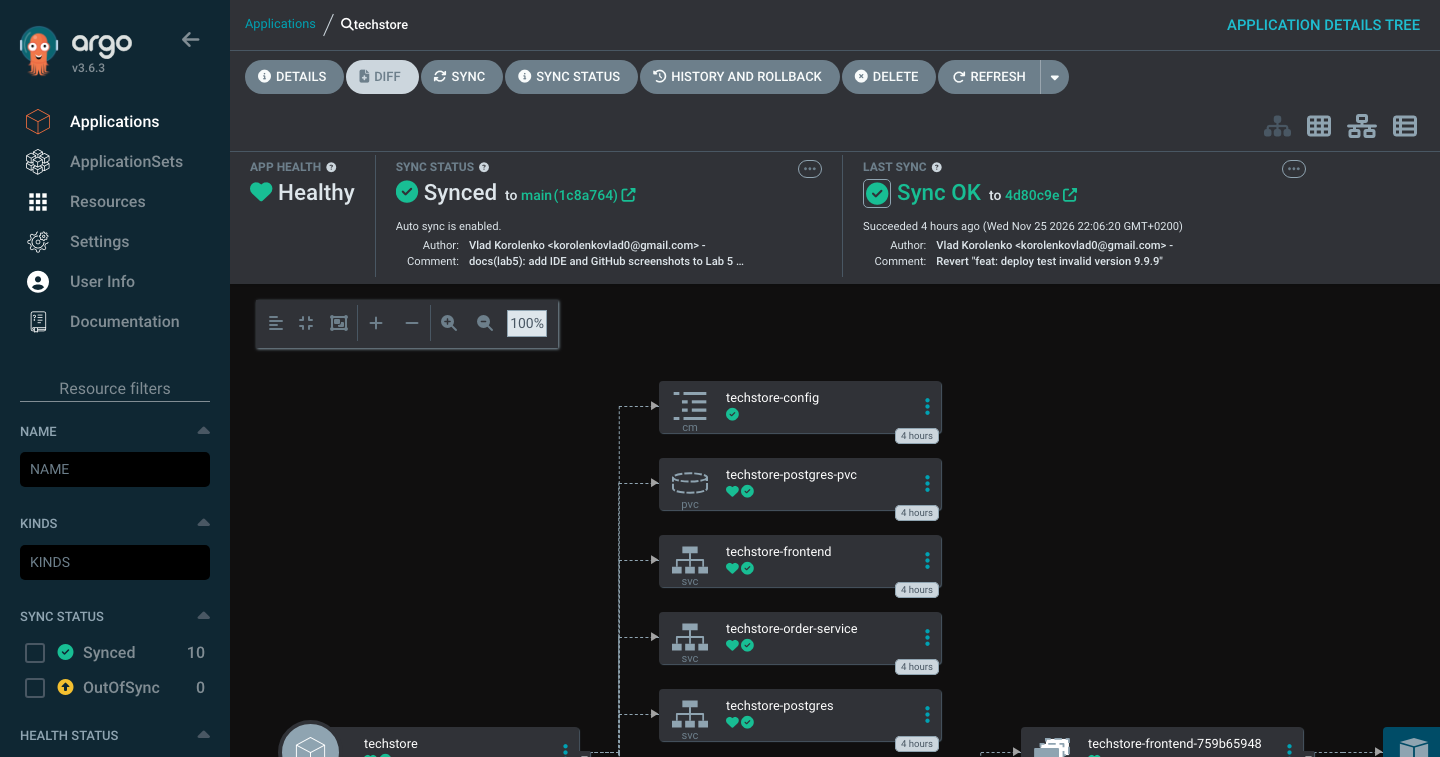 argo
v3.6.3
Applications
ApplicationSets
Resources
Settings
User Info
Documentation
Resource filters
NAME
NAME
KINDS
KINDS
SYNC STATUS
Synced 10
OutOfSync 0
HEALTH STATUS
Applications / techstore
APPLICATION DETAILS TREE
DETAILS DIFF SYNC SYNC STATUS HISTORY AND ROLLBACK DELETE REFRESH
APP HEALTH
Healthy
SYNC STATUS
Synced to main (1c8a764)
Auto sync is enabled.
Author: Vlad Korolenko <korolenkovlad0@gmail.com> -
Comment: docs(lab5): add IDE and GitHub screenshots to Lab 5 ...
LAST SYNC
Sync OK to 4d80c9e
Succeeded 4 hours ago (Wed Nov 25 2026 22:06:20 GMT+0200)
Author: Vlad Korolenko <korolenkovlad0@gmail.com> -
Comment: Revert "feat: deploy test invalid version 9.9.9"
100%
techstore-config
cm
4 hours
techstore-postgres-pvc
pvc
4 hours
techstore-frontend
svc
4 hours
techstore-order-service
svc
4 hours
techstore-postgres
svc
4 hours
techstore
techstore-frontend-759b65948